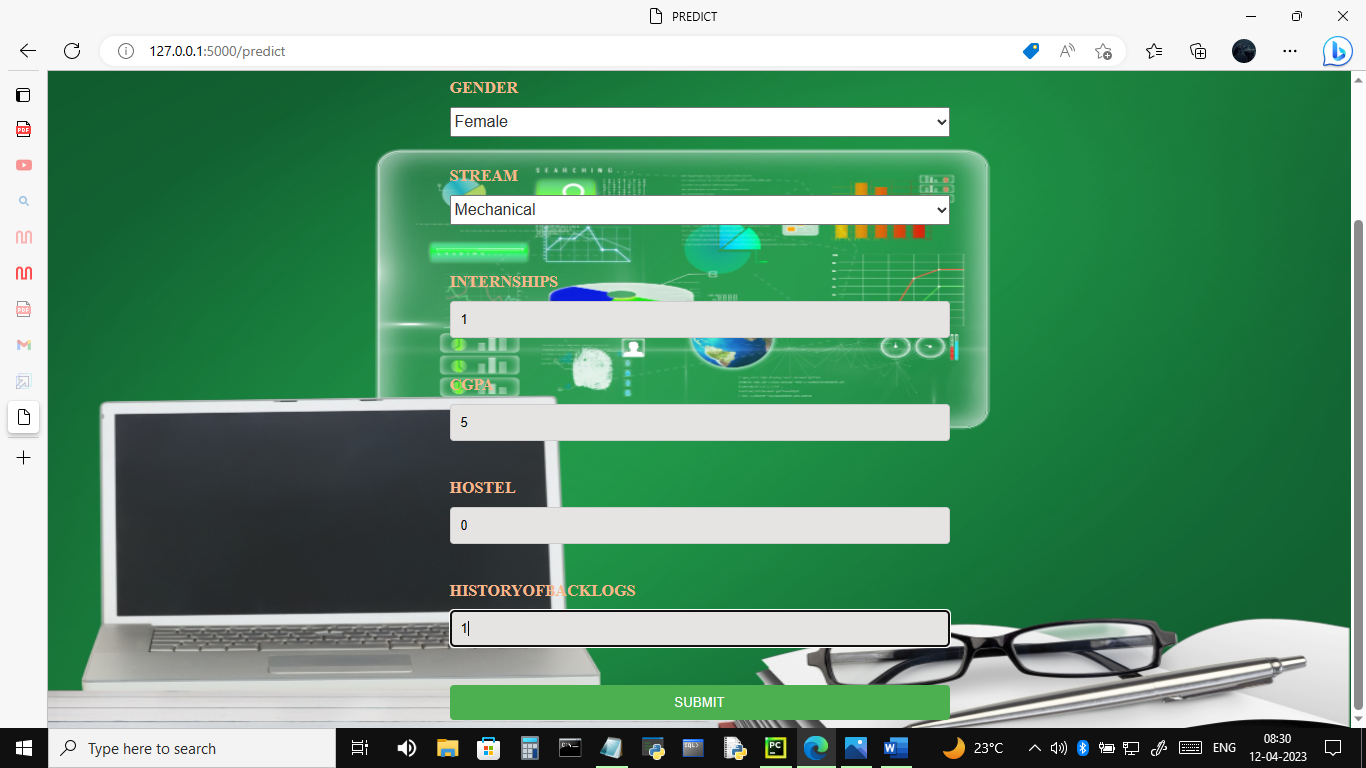 PREDICT
127.0.0.1:5000/predict
GENDER
Female
SEARCHING...
STREAM
Mechanical
INTERNSHIPS
1
CGPA
5
HOSTEL
0
HISTORYOFBACKLOGS
1
SUBMIT
Type here to search
23°C
ENG
08:30
12-04-2023